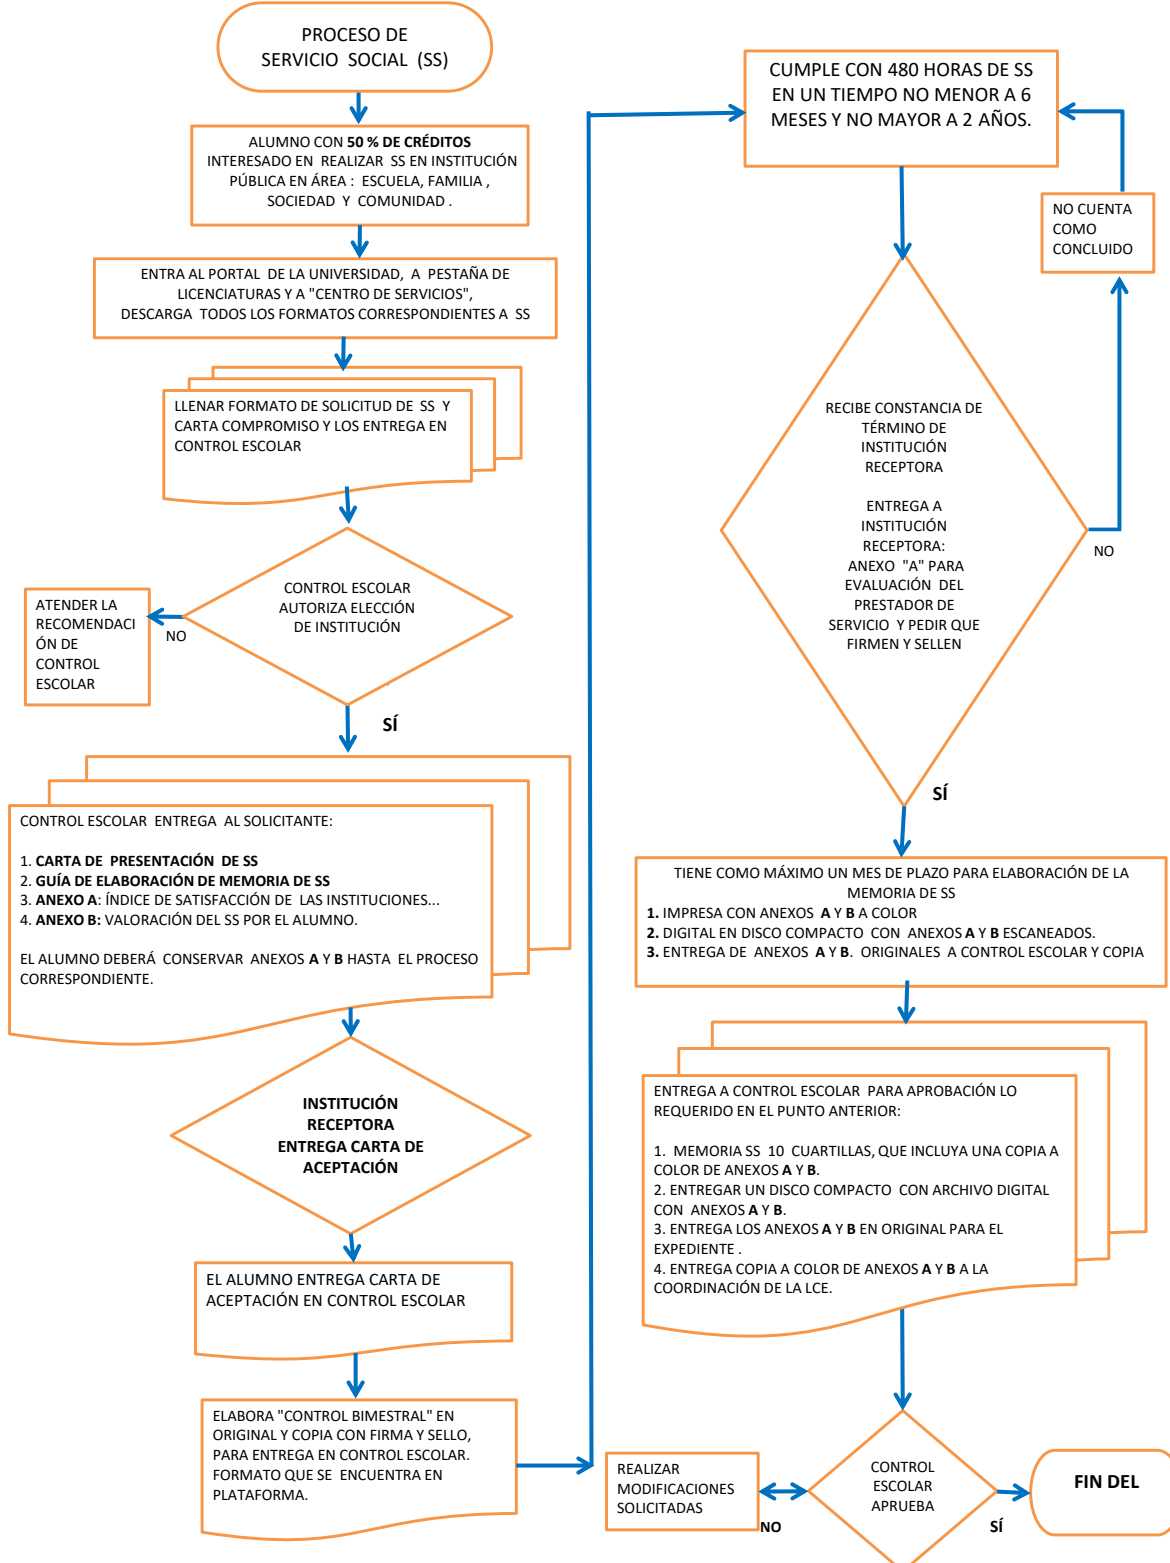 PROCESO DE
SERVICIO SOCIAL (SS)
ALUMNO CON 50 % DE CRÉDITOS
INTERESADO EN REALIZAR SS EN INSTITUCIÓN
PÚBLICA EN ÁREA : ESCUELA, FAMILIA ,
SOCIEDAD Y COMUNIDAD .
ENTRA AL PORTAL DE LA UNIVERSIDAD, A PESTAÑA DE
LICENCIATURAS Y A "CENTRO DE SERVICIOS",
DESCARGA TODOS LOS FORMATOS CORRESPONDIENTES A SS
LLENAR FORMATO DE SOLICITUD DE SS Y
CARTA COMPROMISO Y LOS ENTREGA EN
CONTROL ESCOLAR
CONTROL ESCOLAR
AUTORIZA ELECCIÓN
DE INSTITUCIÓN
NO
ATENDER LA
RECOMENDACI
ÓN DE
CONTROL
ESCOLAR
SÍ
CONTROL ESCOLAR ENTREGA AL SOLICITANTE:
1. CARTA DE PRESENTACIÓN DE SS
2. GUÍA DE ELABORACIÓN DE MEMORIA DE SS
3. ANEXO A: ÍNDICE DE SATISFACCIÓN DE LAS INSTITUCIONES...
4. ANEXO B: VALORACIÓN DEL SS POR EL ALUMNO.
EL ALUMNO DEBERÁ CONSERVAR ANEXOS A Y B HASTA EL PROCESO
CORRESPONDIENTE.
INSTITUCIÓN
RECEPTORA
ENTREGA CARTA DE
ACEPTACIÓN
EL ALUMNO ENTREGA CARTA DE
ACEPTACIÓN EN CONTROL ESCOLAR
ELABORA "CONTROL BIMESTRAL" EN
ORIGINAL Y COPIA CON FIRMA Y SELLO,
PARA ENTREGA EN CONTROL ESCOLAR.
FORMATO QUE SE ENCUENTRA EN
PLATAFORMA.
CUMPLE CON 480 HORAS DE SS
EN UN TIEMPO NO MENOR A 6
MESES Y NO MAYOR A 2 AÑOS.
NO CUENTA
COMO
CONCLUIDO
RECIBE CONSTANCIA DE
TÉRMINO DE
INSTITUCIÓN
RECEPTORA
ENTREGA A
INSTITUCIÓN
RECEPTORA:
ANEXO "A" PARA
EVALUACIÓN DEL
PRESTADOR DE
SERVICIO Y PEDIR QUE
FIRMEN Y SELLEN
NO
SÍ
TIENE COMO MÁXIMO UN MES DE PLAZO PARA ELABORACIÓN DE LA
MEMORIA DE SS
1. IMPRESA CON ANEXOS A Y B A COLOR
2. DIGITAL EN DISCO COMPACTO CON ANEXOS A Y B ESCANEADOS.
3. ENTREGA DE ANEXOS A Y B. ORIGINALES A CONTROL ESCOLAR Y COPIA
ENTREGA A CONTROL ESCOLAR PARA APROBACIÓN LO
REQUERIDO EN EL PUNTO ANTERIOR:
1. MEMORIA SS 10 CUARTILLAS, QUE INCLUYA UNA COPIA A
COLOR DE ANEXOS A Y B.
2. ENTREGAR UN DISCO COMPACTO CON ARCHIVO DIGITAL
CON ANEXOS A Y B.
3. ENTREGA LOS ANEXOS A Y B EN ORIGINAL PARA EL
EXPEDIENTE .
4. ENTREGA COPIA A COLOR DE ANEXOS A Y B A LA
COORDINACIÓN DE LA LCE.
CONTROL
ESCOLAR
APRUEBA
REALIZAR
MODIFICACIONES
SOLICITADAS
NO
SÍ
FIN DEL